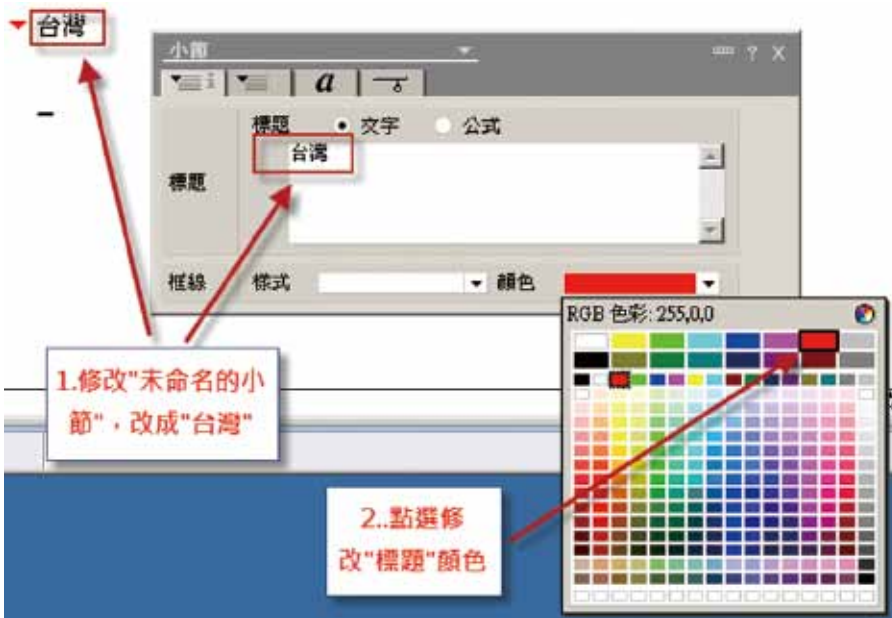 台灣
小節
? X
i
a
標題 文字 公式
台灣
標題
框線 樣式 顏色
RGB 色彩: 255,0,0
1.修改"未命名的小
節"，改成"台灣"
2..點選修
改"標題"顏色